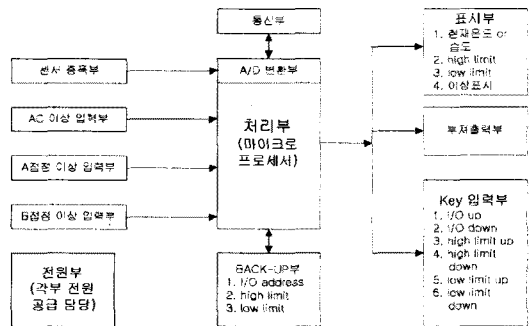 통신부
센서 증폭부
A/D 변환부
AC 이상 입력부
A접점 이상 입력부
B접점 이상 입력부
처리부
(마이크로
프로세서)
전원부
(각부 전원
공급 담당)
BACK-UP부
1. I/O address
2. high limit
3. low limit
표시부
1. 현재온도 or
습도
2. high limit
3. low limit
4. 이상표시
부저출력부
Key 입력부
1. I/O up
2. I/O down
3. high limit up
4. high limit
down
5. low limit up
6. low limit
down